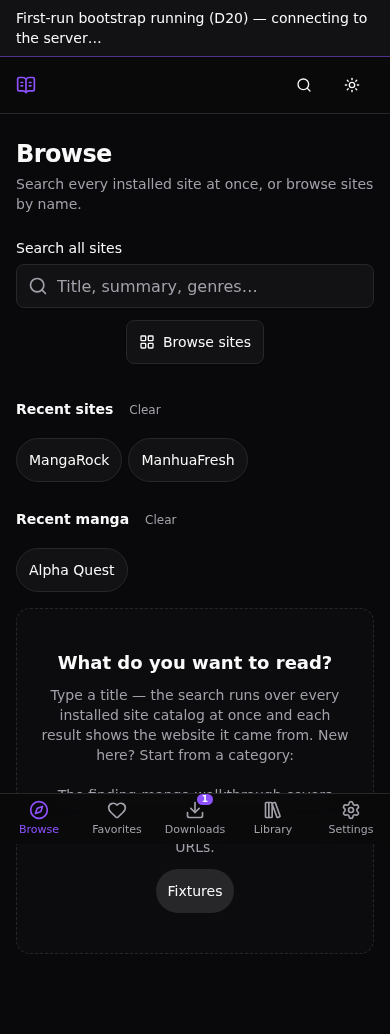 First-run bootstrap running (D20) — connecting to
the server…
Browse
Search every installed site at once, or browse sites
by name.
Search all sites
Title, summary, genres…
Browse sites
Recent sites Clear
MangaRock ManhuaFresh
Recent manga Clear
Alpha Quest
What do you want to read?
Type a title — the search runs over every
installed site catalog at once and each
result shows the website it came from. New
here? Start from a category:
1
Browse Favorites Downloads Library Settings
URLs.
Fixtures